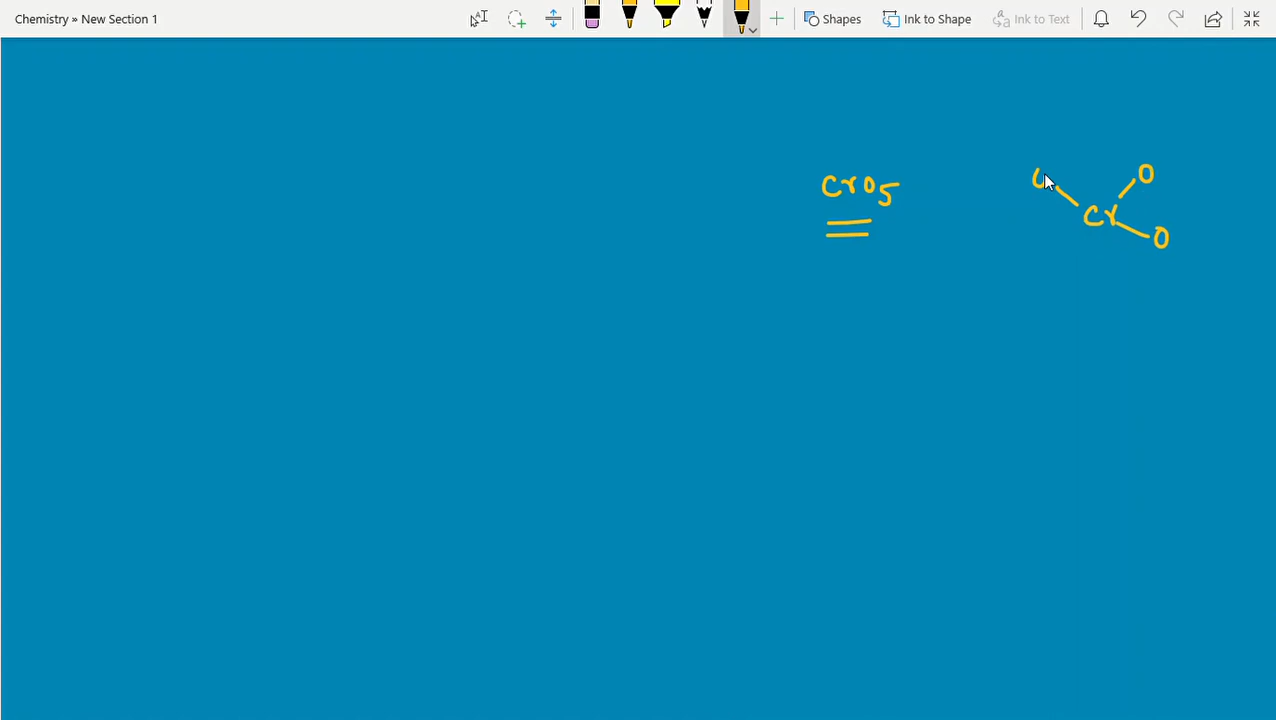 Chemistry » New Section 1
Shapes
Ink to Shape
Ink to Text
CrO5
O
Cr
O